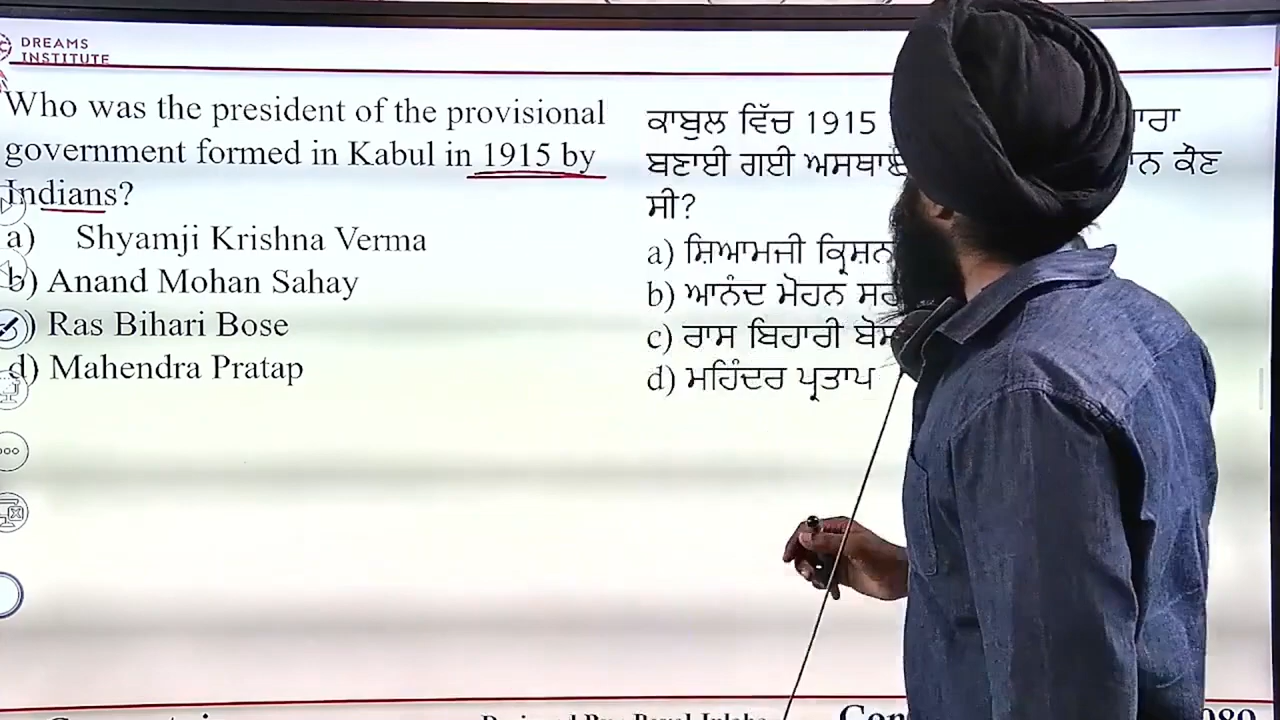 DREAMS
INSTITUTE
Who was the president of the provisional
government formed in Kabul in 1915 by
Indians?
a) Shyamji Krishna Verma
b) Anand Mohan Sahay
) Ras Bihari Bose
d) Mahendra Pratap
ਕਾਬੁਲ ਵਿੱਚ 1915
ਬਣਾਈ ਗਈ ਕੌਣ
ਸੀ?
a) ਸ਼ਿਆਮਜੀ
b) ਆਨੰਦ ਮੋਹਨ
c) ਰਾਸ ਬਿਹਾਰੀ
d) ਮਹਿੰਦਰ ਪ੍ਰਤਾਪ